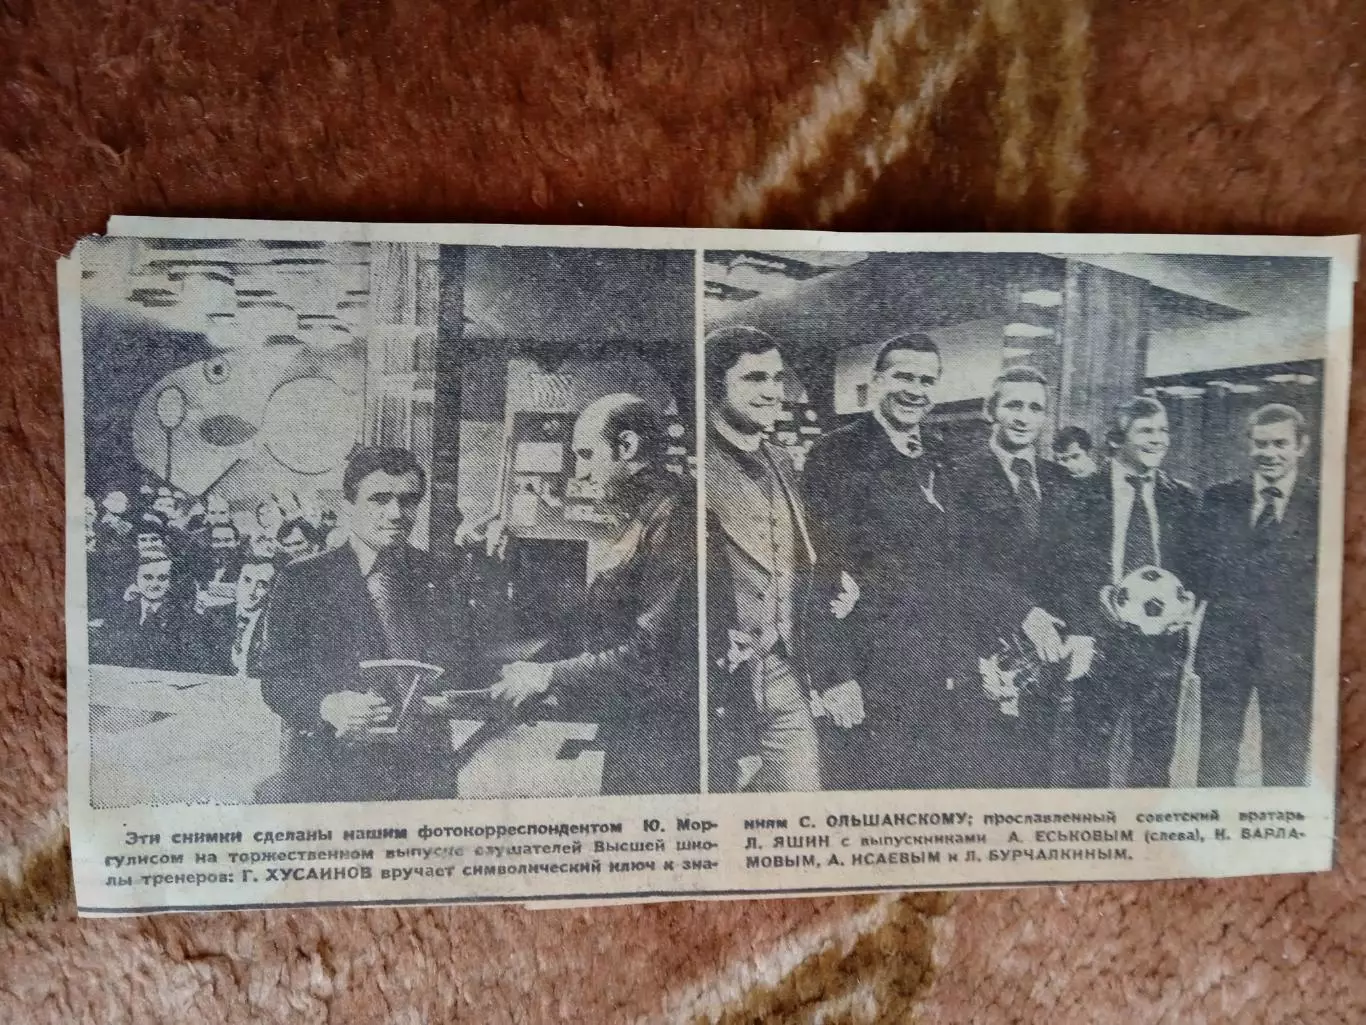 Эти снимки сделаны нашим фотокорреспондентом Ю. Мор-
гулисом на торжественном выпуске слушателей Высшей шко-
лы тренеров: Г. ХУСАИНОВ вручает символический ключ к зна-
ниям С. ОЛЬШАНСКОМУ; прославленный советский вратарь
Л. ЯШИН с выпускниками А. ЕСЬКОВЫМ (слева), Н. ВАРЛА-
МОВЫМ, А. ИСАЕВЫМ и Л. БУРЧАЛКИНЫМ.